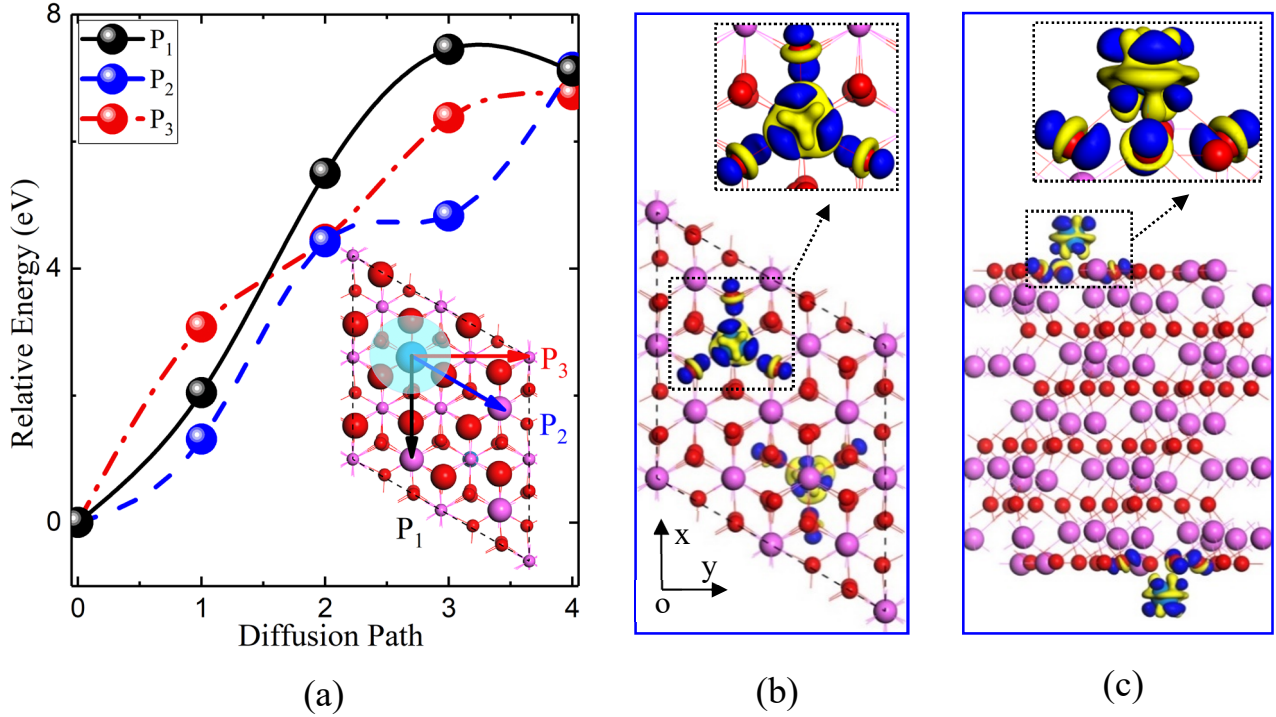 8
4
0
Relative Energy (eV)
P₁
P₂
P₃
P₃
P₂
P₁
0 1 2 3 4
Diffusion Path
(a)
x
y
o
(b)
(c)